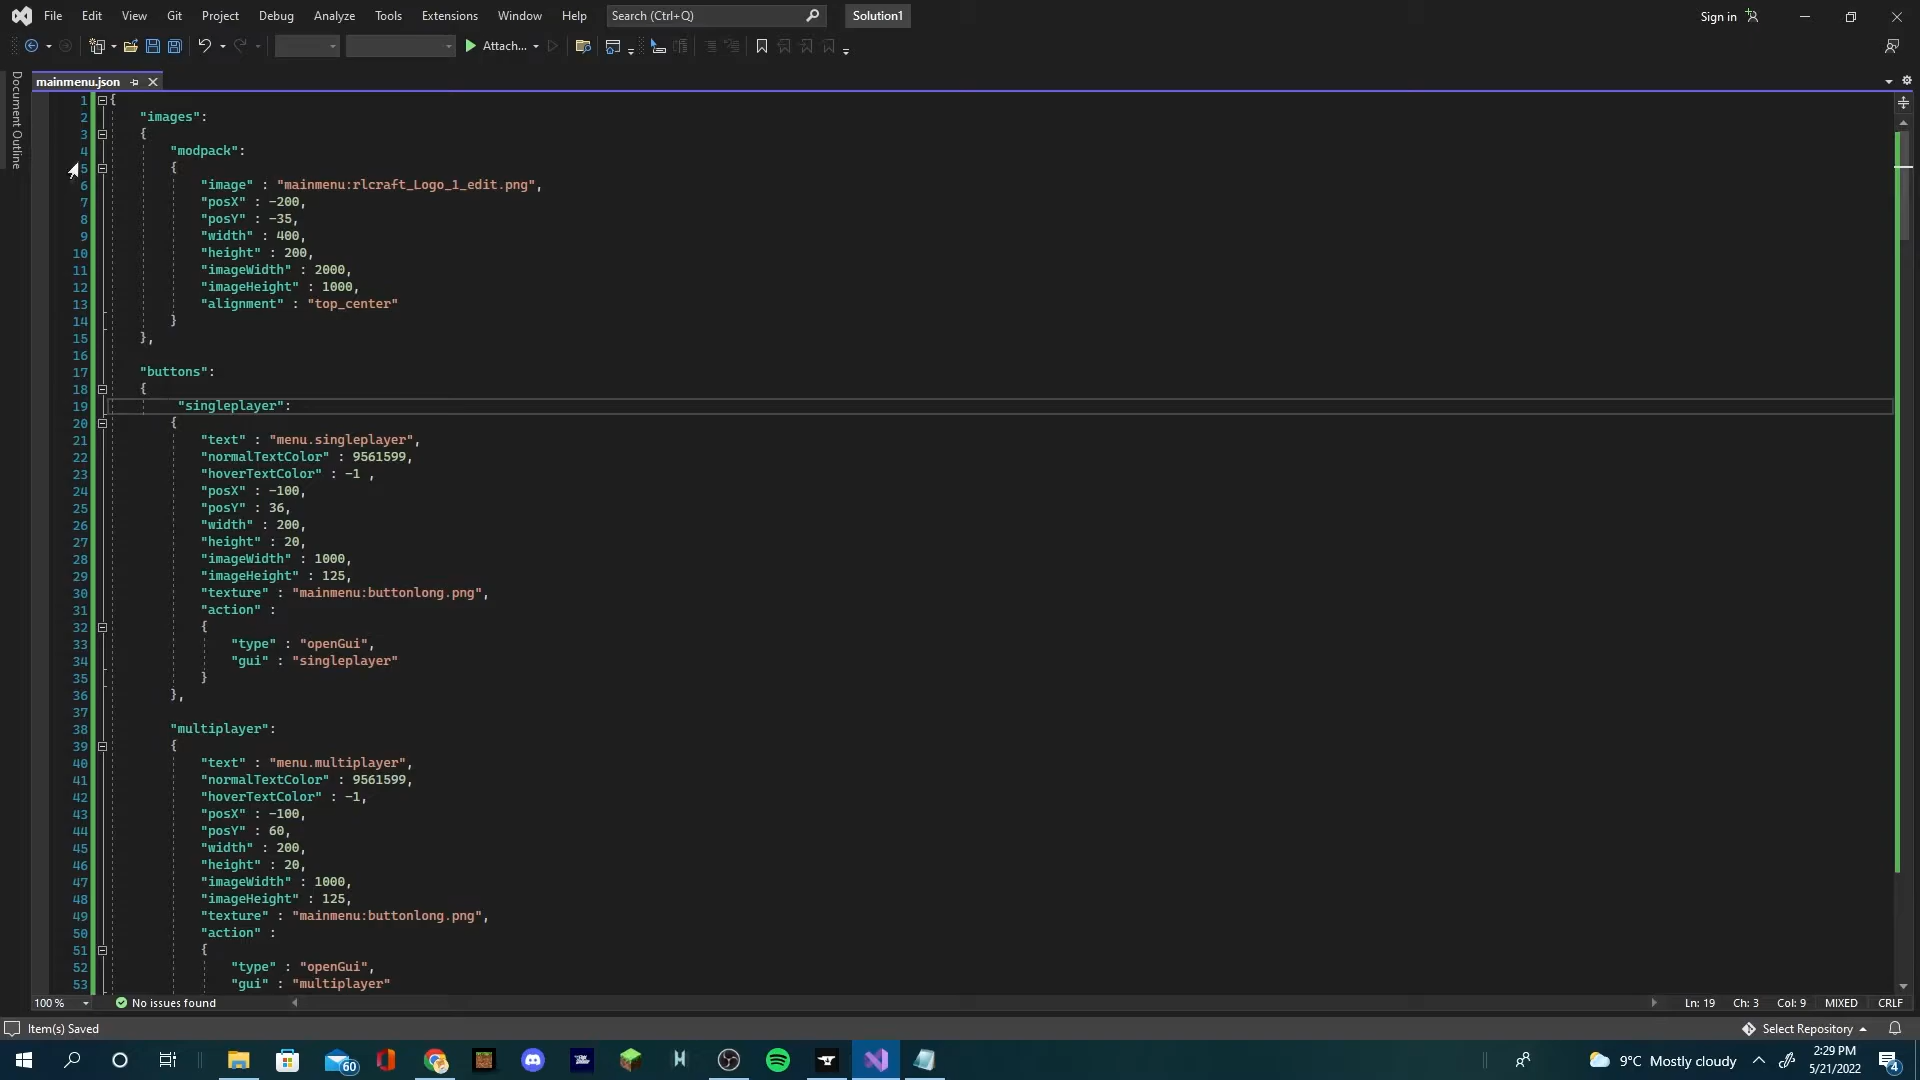 File Edit View Git Project Debug Analyze Tools Extensions Window Help Search (Ctrl+Q) Solution1 Sign in
Attach...
Document Outline
mainmenu.json
1 {
2 "images":
3 {
4 "modpack":
5 {
6 "image" : "mainmenu:rlcraft_Logo_1_edit.png",
7 "posX" : -200,
8 "posY" : -35,
9 "width" : 400,
10 "height" : 200,
11 "imageWidth" : 2000,
12 "imageHeight" : 1000,
13 "alignment" : "top_center"
14 }
15 },
16
17 "buttons":
18 {
19 "singleplayer":
20 {
21 "text" : "menu.singleplayer",
22 "normalTextColor" : 9561599,
23 "hoverTextColor" : -1 ,
24 "posX" : -100,
25 "posY" : 36,
26 "width" : 200,
27 "height" : 20,
28 "imageWidth" : 1000,
29 "imageHeight" : 125,
30 "texture" : "mainmenu:buttonlong.png",
31 "action" :
32 {
33 "type" : "openGui",
34 "gui" : "singleplayer"
35 }
36 },
37
38 "multiplayer":
39 {
40 "text" : "menu.multiplayer",
41 "normalTextColor" : 9561599,
42 "hoverTextColor" : -1,
43 "posX" : -100,
44 "posY" : 60,
45 "width" : 200,
46 "height" : 20,
47 "imageWidth" : 1000,
48 "imageHeight" : 125,
49 "texture" : "mainmenu:buttonlong.png",
50 "action" :
51 {
52 "type" : "openGui",
53 "gui" : "multiplayer"
100 % No issues found Ln: 19 Ch: 3 Col: 9 MIXED CRLF
Item(s) Saved Select Repository
60 9°C Mostly cloudy 2:29 PM
5/21/2022 4